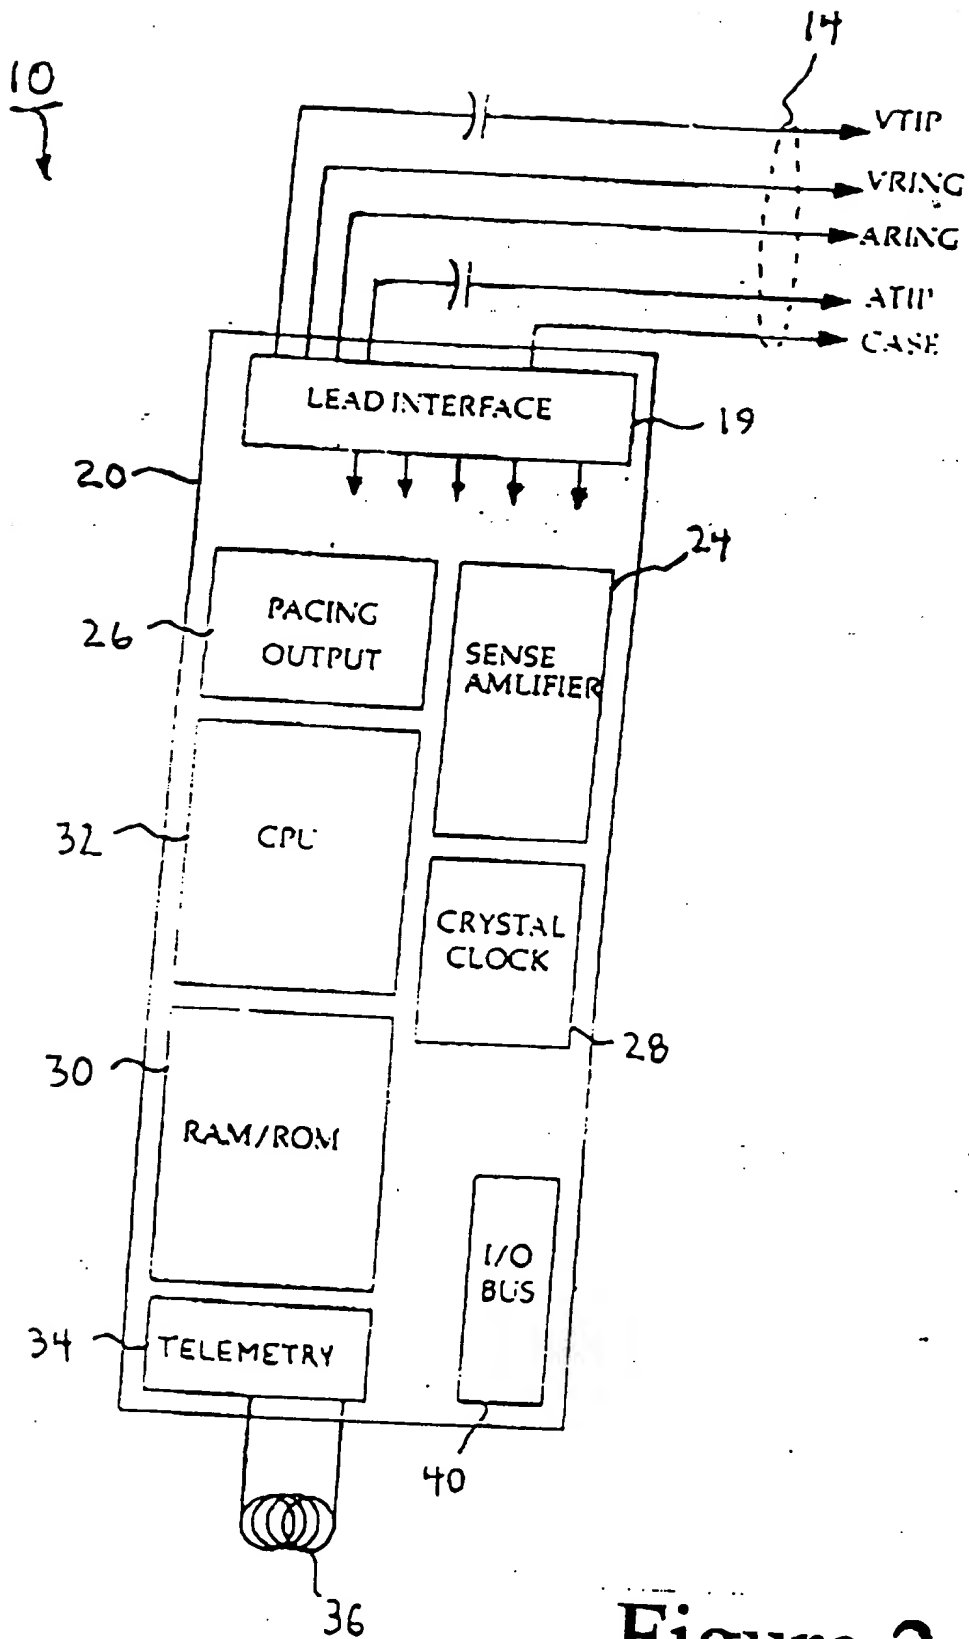 14
10
VTIP
VRING
ARING
ATIP
CASE
LEAD INTERFACE
19
20
24
PACING
OUTPUT
26
SENSE
AMLIFIER
32
CPU
CRYSTAL
CLOCK
28
30
RAM/ROM
I/O
BUS
34
TELEMETRY
40
36
Figure 2